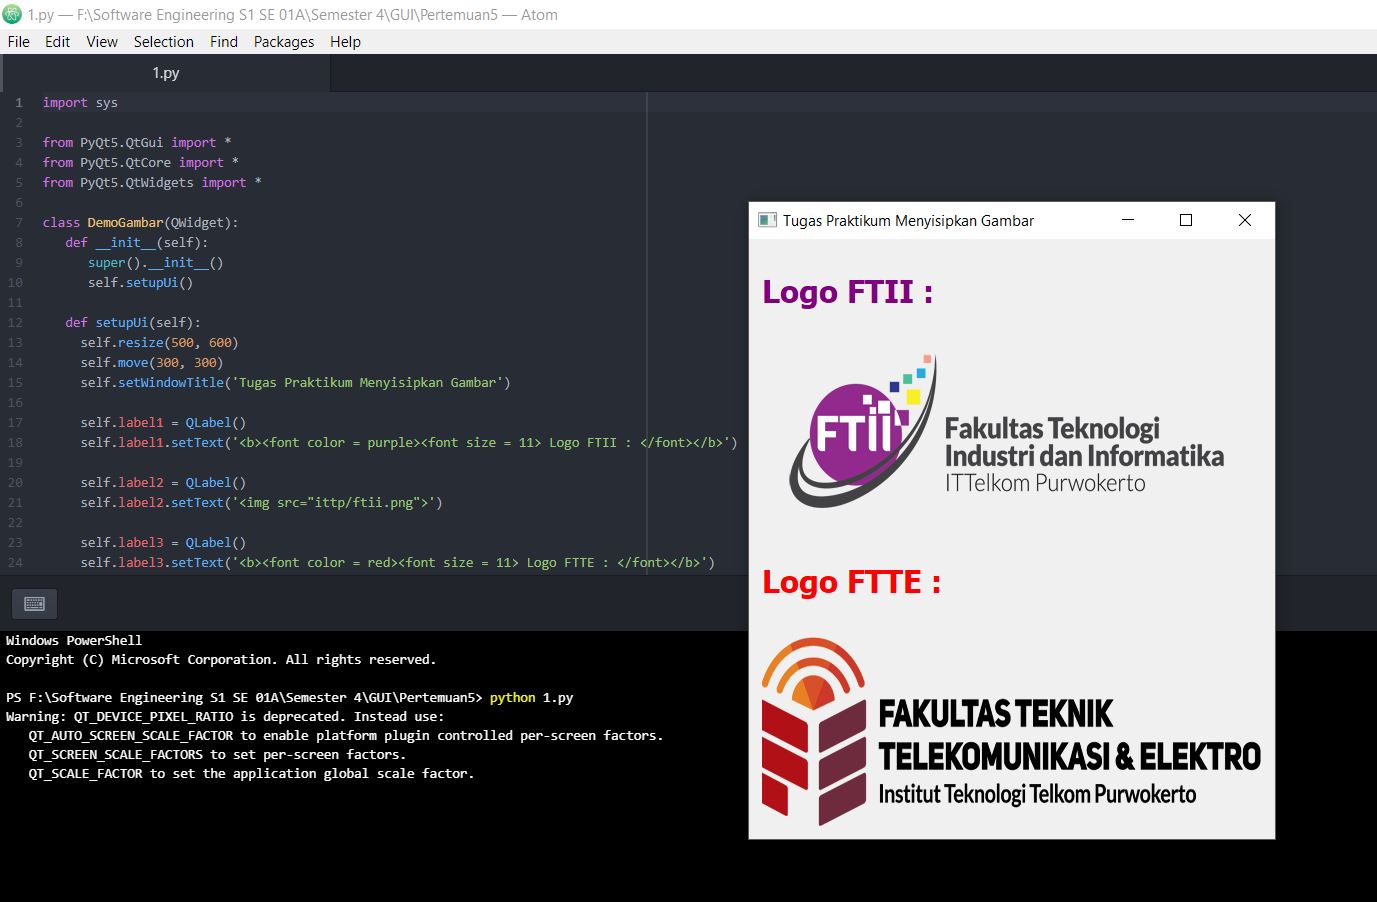 1.py — F:\Software Engineering S1 SE 01A\Semester 4\GUI\Pertemuan5 — Atom
File Edit View Selection Find Packages Help
1.py
1 import sys
2
3 from PyQt5.QtGui import *
4 from PyQt5.QtCore import *
5 from PyQt5.QtWidgets import *
6
7 class DemoGambar(QWidget):
8 def __init__(self):
9 super().__init__()
10 self.setupUi()
11
12 def setupUi(self):
13 self.resize(500, 600)
14 self.move(300, 300)
15 self.setWindowTitle('Tugas Praktikum Menyisipkan Gambar')
16
17 self.label1 = QLabel()
18 self.label1.setText('<b><font color = purple><font size = 11> Logo FTII : </font></b>')
19
20 self.label2 = QLabel()
21 self.label2.setText('<img src="ittp/ftii.png">')
22
23 self.label3 = QLabel()
24 self.label3.setText('<b><font color = red><font size = 11> Logo FTTE : </font></b>')
Windows PowerShell
Copyright (C) Microsoft Corporation. All rights reserved.
PS F:\Software Engineering S1 SE 01A\Semester 4\GUI\Pertemuan5> python 1.py
Warning: QT_DEVICE_PIXEL_RATIO is deprecated. Instead use:
QT_AUTO_SCREEN_SCALE_FACTOR to enable platform plugin controlled per-screen factors.
QT_SCREEN_SCALE_FACTORS to set per-screen factors.
QT_SCALE_FACTOR to set the application global scale factor.
Tugas Praktikum Menyisipkan Gambar
Logo FTII :
FTii
Fakultas Teknologi
Industri dan Informatika
ITTelkom Purwokerto
Logo FTTE :
FAKULTAS TEKNIK
TELEKOMUNIKASI & ELEKTRO
Institut Teknologi Telkom Purwokerto